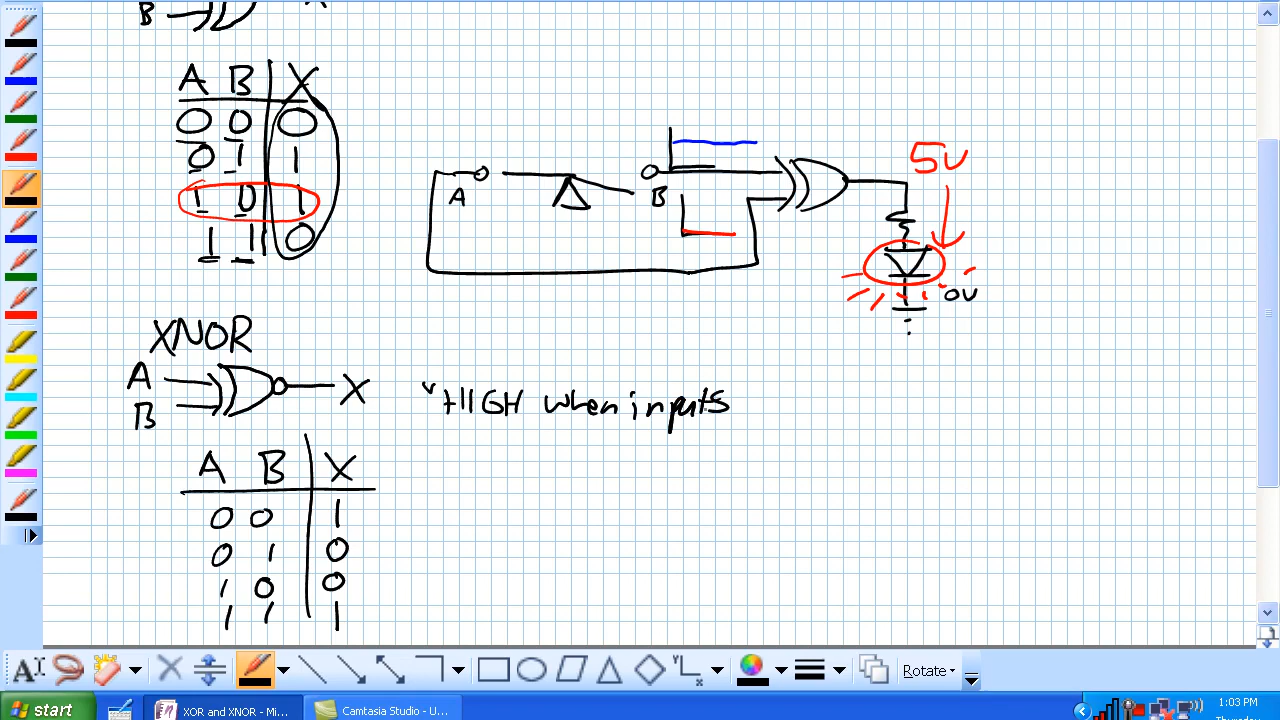 B
X
A B X
0 0 0
0 1 1
1 0 1
1 1 0
A
B
5V
0V
XNOR
A
B
X
"HIGH when inputs
A B X
0 0 1
0 1 0
1 0 0
1 1 1
A
Rotate
start
XOR and XNOR - Mi...
Camtasia Studio - U...
1:03 PM
Thursday